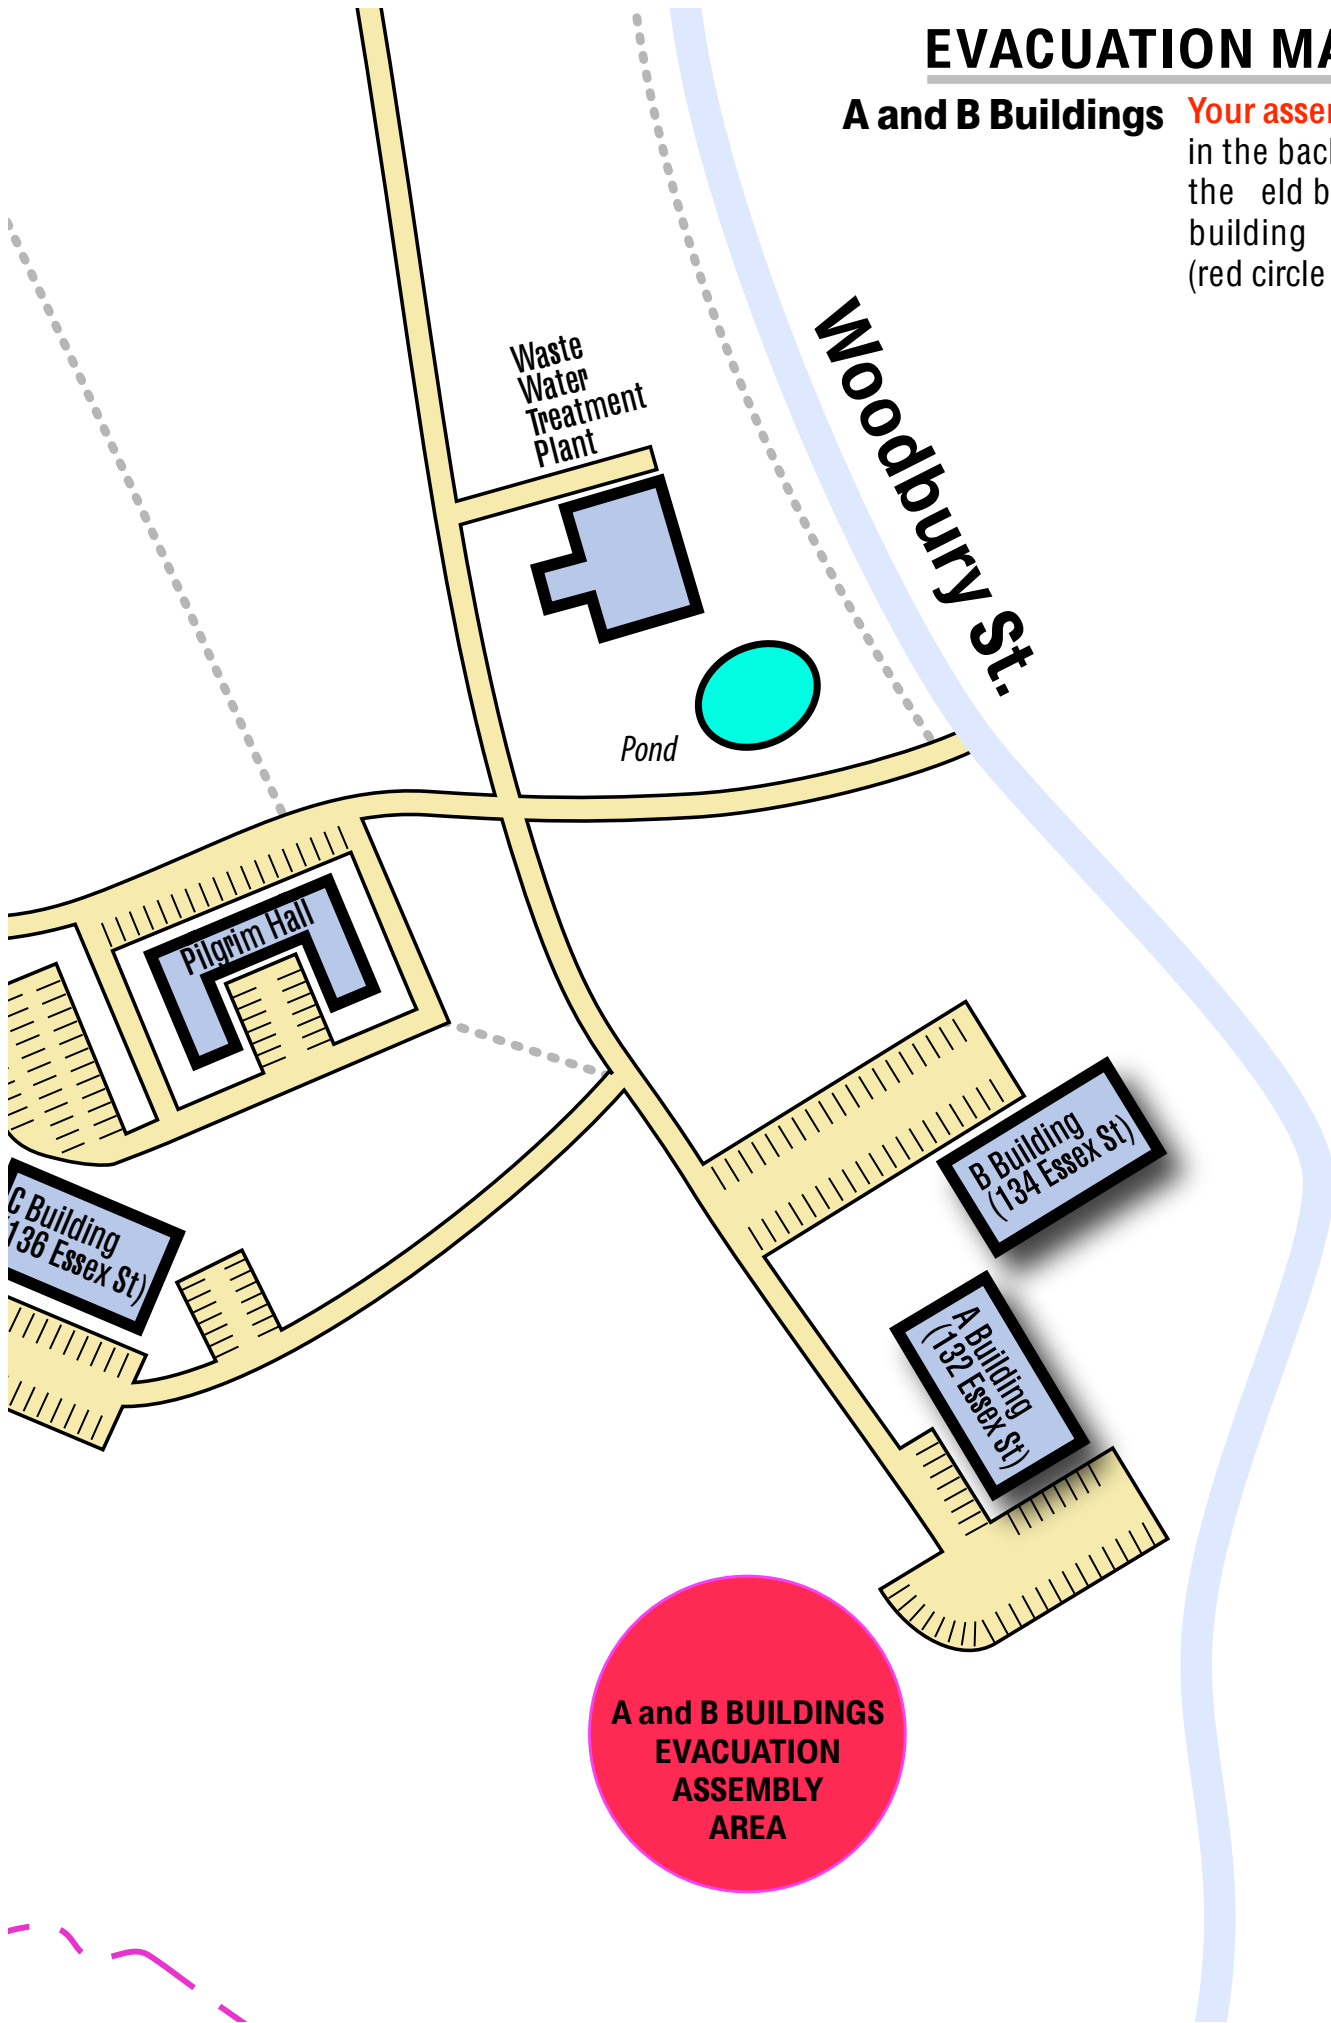 EVACUATION MA
A and B Buildings
Your asser
in the bac
the eld b
building
(red circle
Woodbury St.
Waste
Water
Treatment
Plant
Pond
Pilgrim Hall
B Building
(134 Essex St)
C Building
136 Essex St)
A Building
(132 Essex St)
A and B BUILDINGS
EVACUATION
ASSEMBLY
AREA